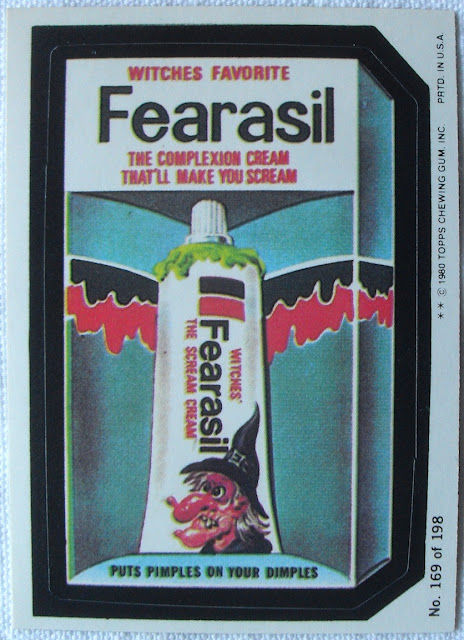 WITCHES FAVORITE
Fearasil
THE COMPLEXION CREAM
THAT'LL MAKE YOU SCREAM
WITCHES'
Fearasil
THE SCREAM CREAM
PUTS PIMPLES ON YOUR DIMPLES
No. 169 of 198
** © 1980 TOPPS CHEWING GUM, INC. PRTD. IN U.S.A.